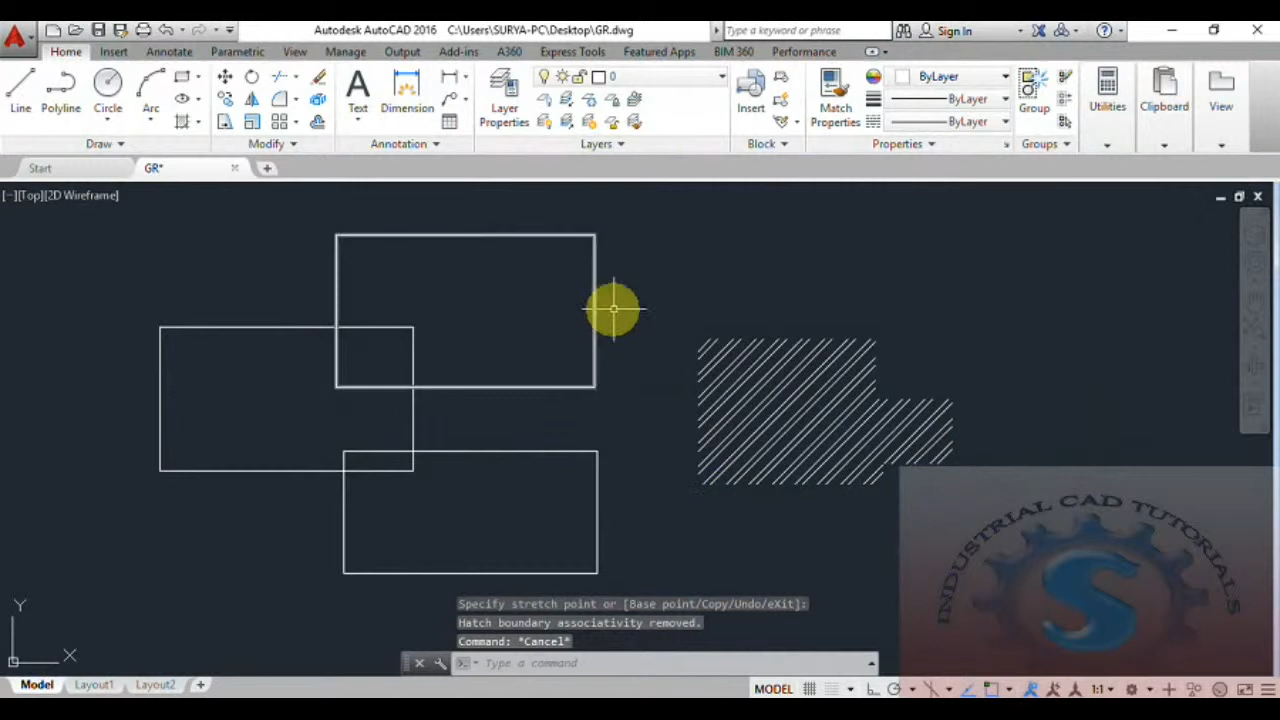 Autodesk AutoCAD 2016 C:\Users\SURYA-PC\Desktop\GR.dwg
Type a keyword or phrase
Sign In
Home Insert Annotate Parametric View Manage Output Add-ins A360 Express Tools Featured Apps BIM 360 Performance
Line Polyline Circle Arc
Text Dimension
Layer Properties
0
Insert
Match Properties
ByLayer
ByLayer
ByLayer
Group Utilities Clipboard View
Draw Modify Annotation Layers Block Properties Groups
Start GR*
[−][Top][2D Wireframe]
INDUSTRIAL CAD TUTORIALS
S
Y
X
Specify stretch point or [Base point/Copy/Undo/eXit]:
Hatch boundary associativity removed.
Command: *Cancel*
Type a command
Model Layout1 Layout2
MODEL 1:1